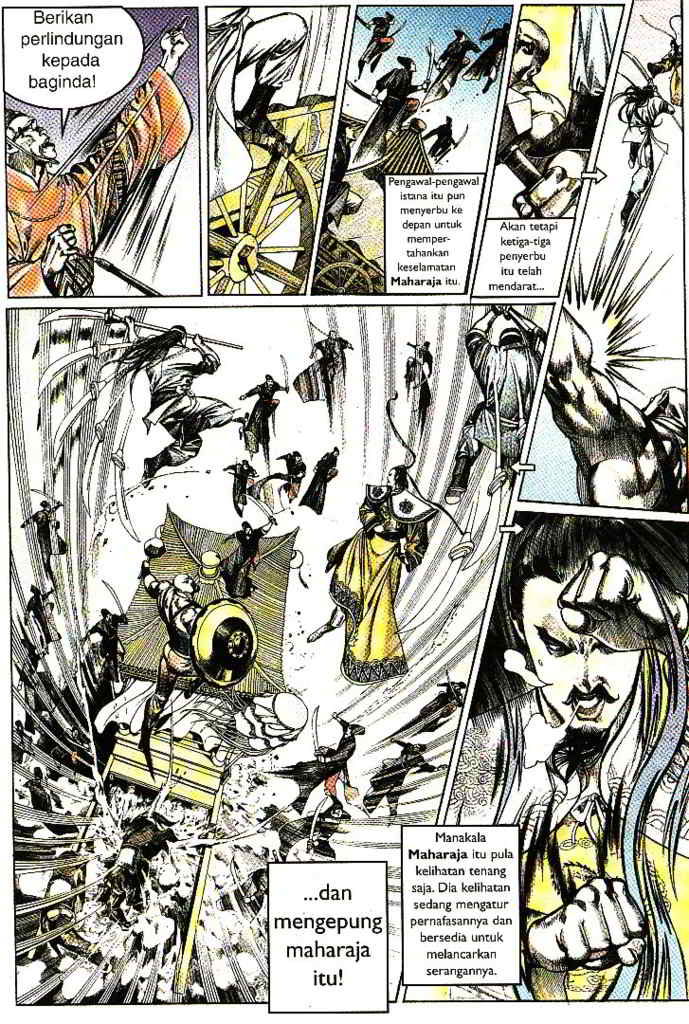 Berikan
perlindungan
kepada
baginda!
Pengawal-pengawal
istana itu pun
menyerbu ke
depan untuk
memper-
tahankan
keselamatan
Maharaja itu.
Akan tetapi
ketiga-tiga
penyerbu
itu telah
mendarat...
...dan
mengepung
maharaja
itu!
Manakala
Maharaja itu pula
kelihatan tenang
saja. Dia kelihatan
sedang mengatur
pernafasannya dan
bersedia untuk
melancarkan
serangannya.